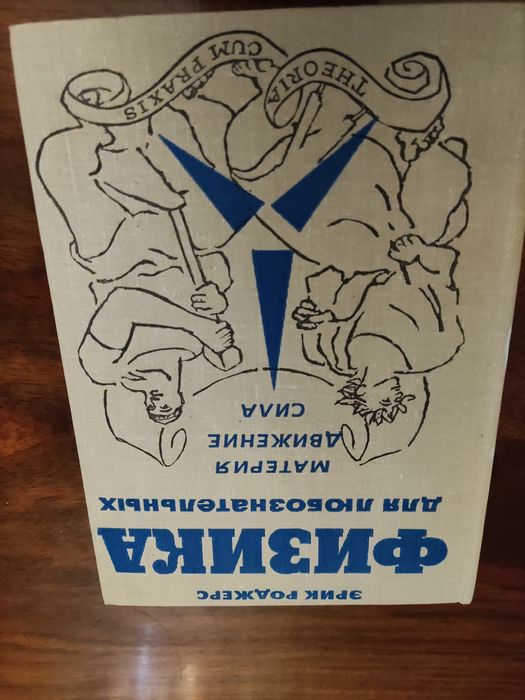 ЭРИК РОДЖЕРС
ФИЗИКА
ДЛЯ ЛЮБОЗНАТЕЛЬНЫХ
МАТЕРИЯ
ДВИЖЕНИЕ
СИЛА
THEORIA
CUM PRAXIS